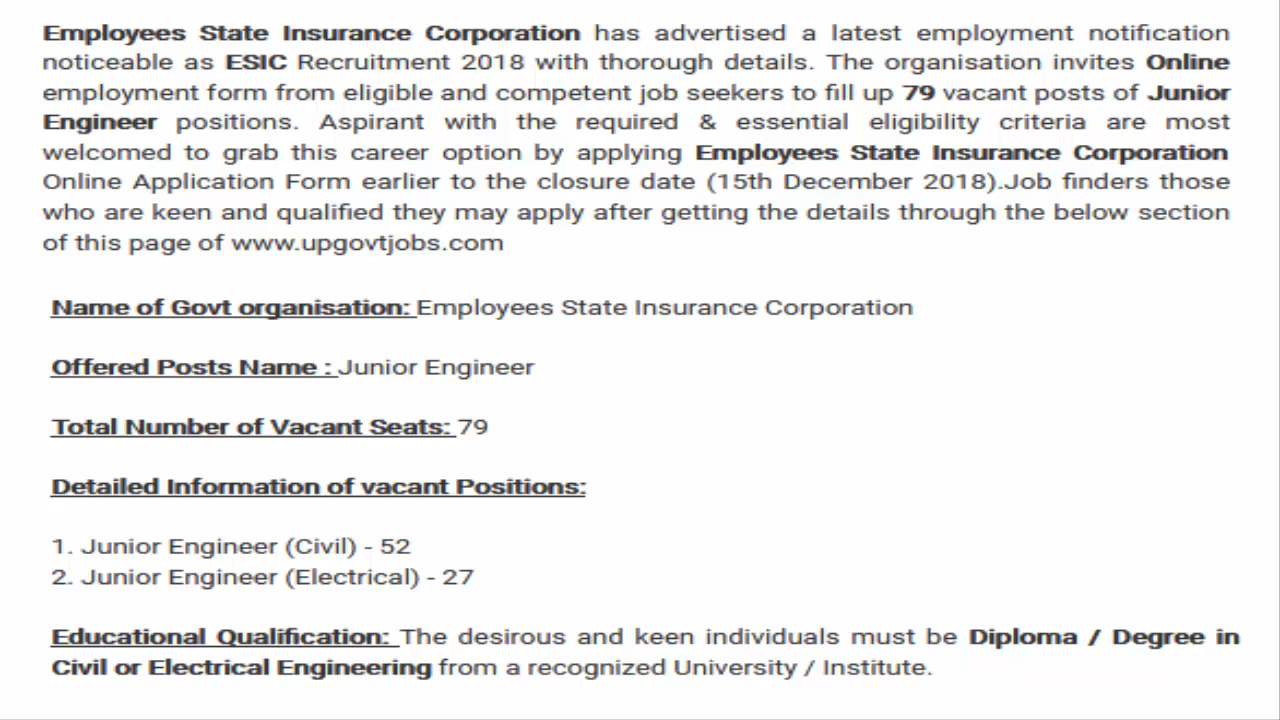 Employees State Insurance Corporation has advertised a latest employment notification
noticeable as ESIC Recruitment 2018 with thorough details. The organisation invites Online
employment form from eligible and competent job seekers to fill up 79 vacant posts of Junior
Engineer positions. Aspirant with the required & essential eligibility criteria are most
welcomed to grab this career option by applying Employees State Insurance Corporation
Online Application Form earlier to the closure date (15th December 2018).Job finders those
who are keen and qualified they may apply after getting the details through the below section
of this page of www.upgovtjobs.com
Name of Govt organisation: Employees State Insurance Corporation
Offered Posts Name : Junior Engineer
Total Number of Vacant Seats: 79
Detailed Information of vacant Positions:
1. Junior Engineer (Civil) - 52
2. Junior Engineer (Electrical) - 27
Educational Qualification: The desirous and keen individuals must be Diploma / Degree in
Civil or Electrical Engineering from a recognized University / Institute.